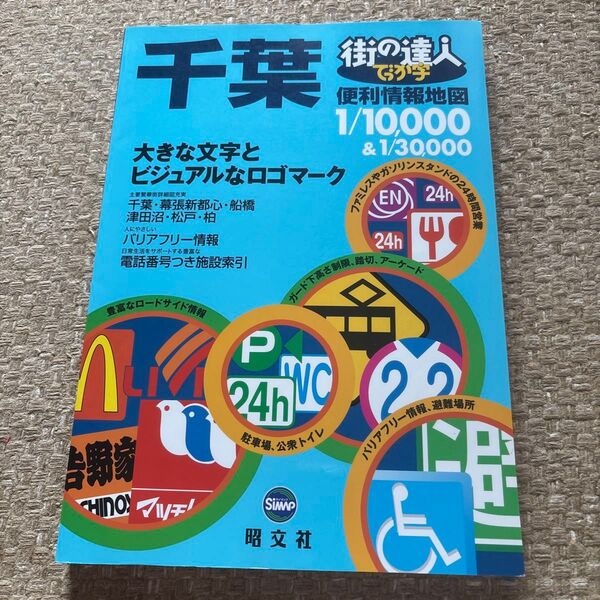 千葉
街の達人
でっか字
便利情報地図
1/10,000
& 1/30,000
大きな文字と
ビジュアルなロゴマーク
主要繁華街詳細図充実
千葉・幕張新都心・船橋
津田沼・松戸・柏
人にやさしい
バリアフリー情報
日常生活をサポートする豊富な
電話番号つき施設索引
ファミレスやガソリンスタンドの24時間営業
EN
24h
24h
ガード下高さ制限、踏切、アーケード
豊富なロードサイド情報
P
24h
WC
駐車場、公衆トイレ
22
バリアフリー情報、避難場所
避
吉野家
CHINOX
マツモ
SiMAP
昭文社